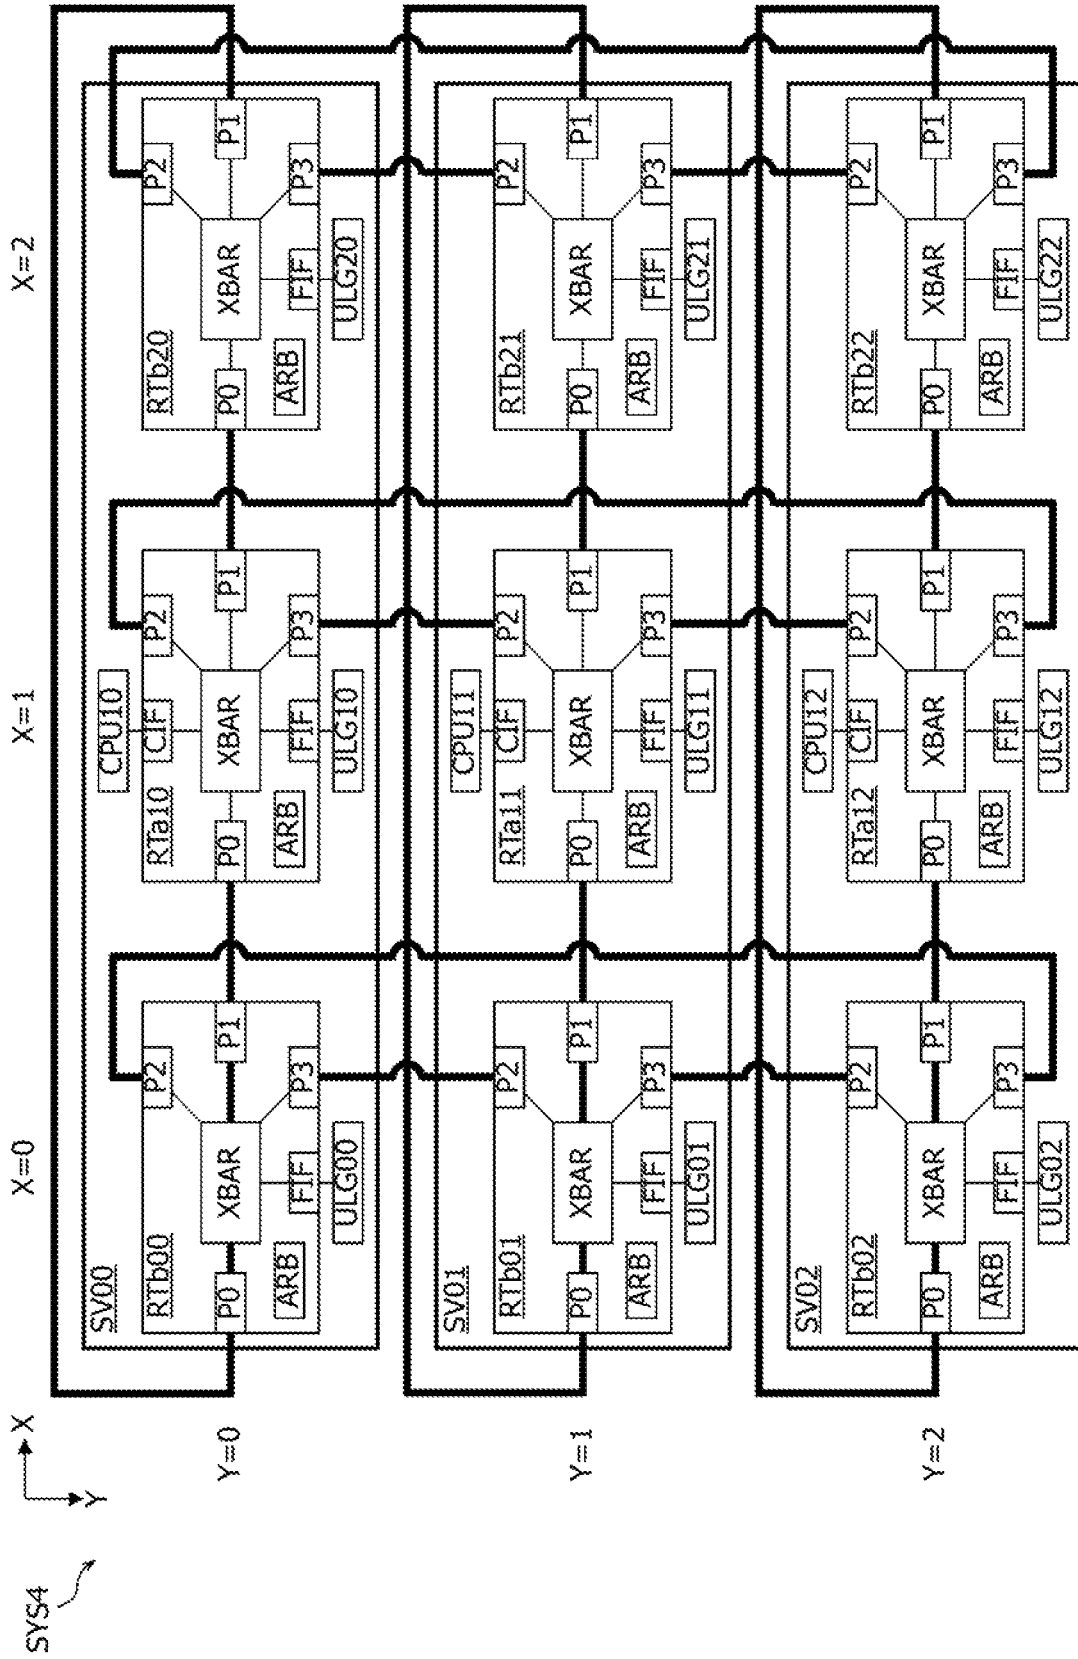 SYS4
X
Y
X=0
X=1
X=2
Y=0
SV00
RTb00
P0
XBAR
P1
P2
P3
ARB
FIF
ULG00
CPU10
RTa10
CIF
P0
XBAR
P1
P2
P3
ARB
FIF
ULG10
RTb20
P0
XBAR
P1
P2
P3
ARB
FIF
ULG20
Y=1
SV01
RTb01
P0
XBAR
P1
P2
P3
ARB
FIF
ULG01
CPU11
RTa11
CIF
P0
XBAR
P1
P2
P3
ARB
FIF
ULG11
RTb21
P0
XBAR
P1
P2
P3
ARB
FIF
ULG21
Y=2
SV02
RTb02
P0
XBAR
P1
P2
P3
ARB
FIF
ULG02
CPU12
RTa12
CIF
P0
XBAR
P1
P2
P3
ARB
FIF
ULG12
RTb22
P0
XBAR
P1
P2
P3
ARB
FIF
ULG22